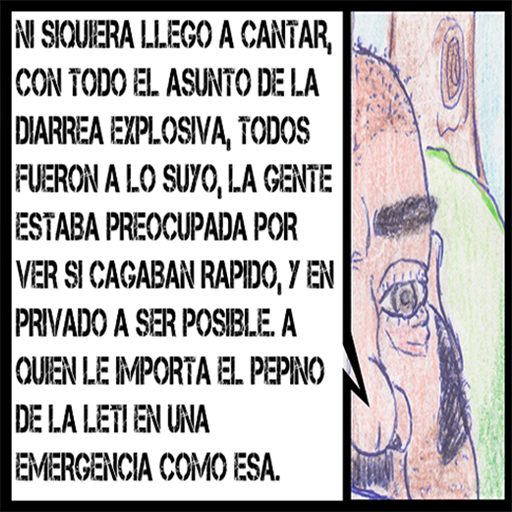 NI SIQUIERA LLEGO A CANTAR,
CON TODO EL ASUNTO DE LA
DIARREA EXPLOSIVA, TODOS
FUERON A LO SUYO, LA GENTE
ESTABA PREOCUPADA POR
VER SI CAGABAN RAPIDO, Y EN
PRIVADO A SER POSIBLE. A
QUIEN LE IMPORTA EL PEPINO
DE LA LETI EN UNA
EMERGENCIA COMO ESA.